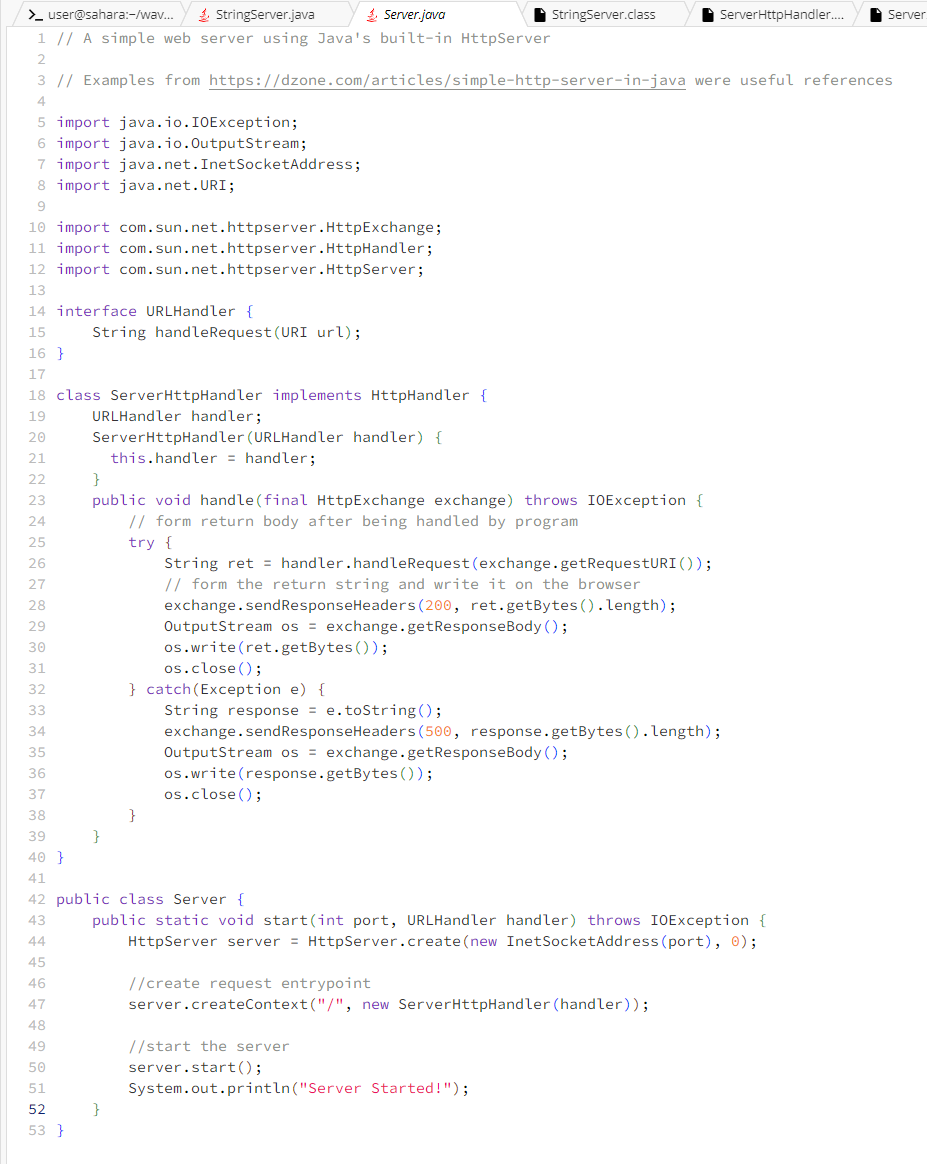 user@sahara:~/wav... StringServer.java Server.java StringServer.class ServerHttpHandler.... Server
1 // A simple web server using Java's built-in HttpServer
2
3 // Examples from https://dzone.com/articles/simple-http-server-in-java were useful references
4
5 import java.io.IOException;
6 import java.io.OutputStream;
7 import java.net.InetSocketAddress;
8 import java.net.URI;
9
10 import com.sun.net.httpserver.HttpExchange;
11 import com.sun.net.httpserver.HttpHandler;
12 import com.sun.net.httpserver.HttpServer;
13
14 interface URLHandler {
15     String handleRequest(URI url);
16 }
17
18 class ServerHttpHandler implements HttpHandler {
19     URLHandler handler;
20     ServerHttpHandler(URLHandler handler) {
21       this.handler = handler;
22     }
23     public void handle(final HttpExchange exchange) throws IOException {
24         // form return body after being handled by program
25         try {
26             String ret = handler.handleRequest(exchange.getRequestURI());
27             // form the return string and write it on the browser
28             exchange.sendResponseHeaders(200, ret.getBytes().length);
29             OutputStream os = exchange.getResponseBody();
30             os.write(ret.getBytes());
31             os.close();
32         } catch(Exception e) {
33             String response = e.toString();
34             exchange.sendResponseHeaders(500, response.getBytes().length);
35             OutputStream os = exchange.getResponseBody();
36             os.write(response.getBytes());
37             os.close();
38         }
39     }
40 }
41
42 public class Server {
43     public static void start(int port, URLHandler handler) throws IOException {
44         HttpServer server = HttpServer.create(new InetSocketAddress(port), 0);
45
46         //create request entrypoint
47         server.createContext("/", new ServerHttpHandler(handler));
48
49         //start the server
50         server.start();
51         System.out.println("Server Started!");
52     }
53 }